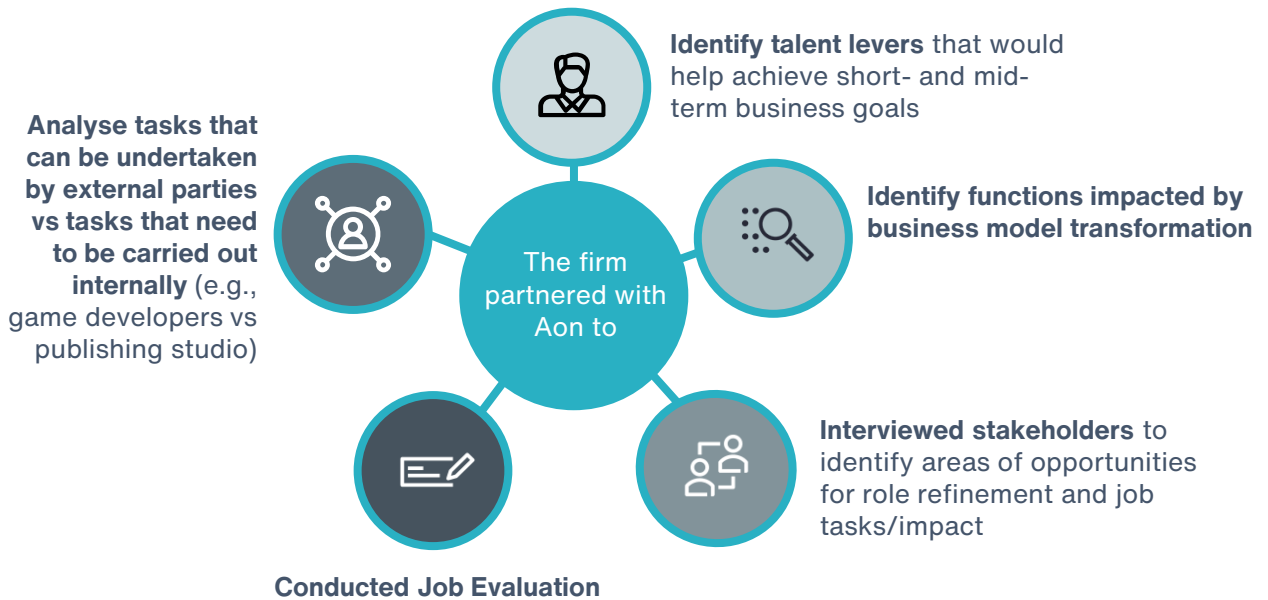 The firm
partnered with
Aon to
Identify talent levers that would
help achieve short- and mid-
term business goals
Identify functions impacted by
business model transformation
Interviewed stakeholders to
identify areas of opportunities
for role refinement and job
tasks/impact
Conducted Job Evaluation
Analyse tasks that
can be undertaken
by external parties
vs tasks that need
to be carried out
internally (e.g.,
game developers vs
publishing studio)